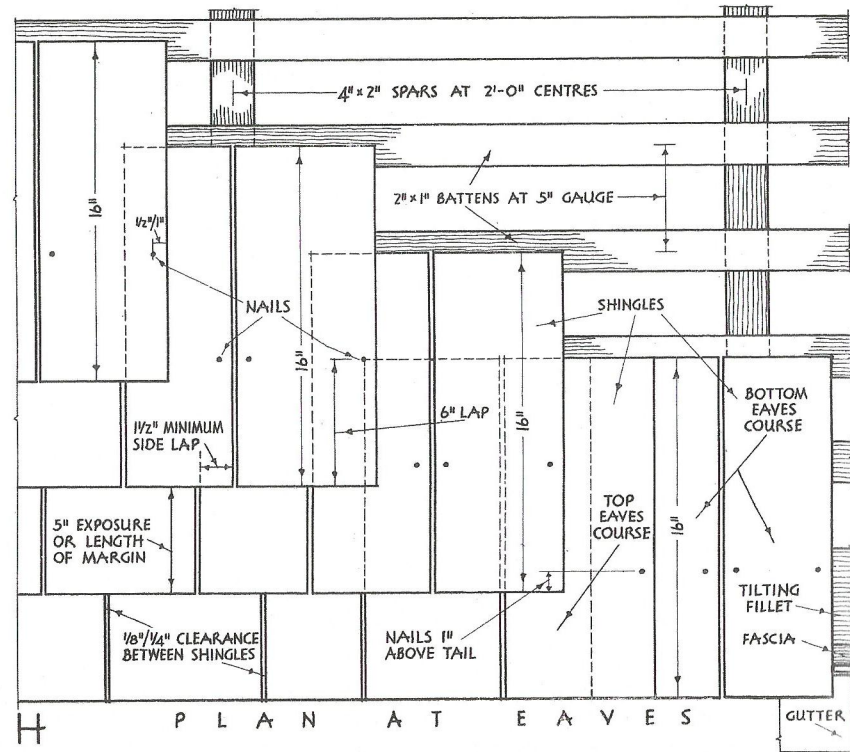 4" × 2" SPARS AT 2'-0" CENTRES
16"
1/2"/1"
2" × 1" BATTENS AT 5" GAUGE
NAILS
SHINGLES
16"
1 1/2" MINIMUM
SIDE LAP
6" LAP
16"
BOTTOM
EAVES
COURSE
5" EXPOSURE
OR LENGTH
OF MARGIN
TOP
EAVES
COURSE
16"
1/8"/1/4" CLEARANCE
BETWEEN SHINGLES
NAILS 1"
ABOVE TAIL
TILTING
FILLET
FASCIA
H PLAN AT EAVES
GUTTER